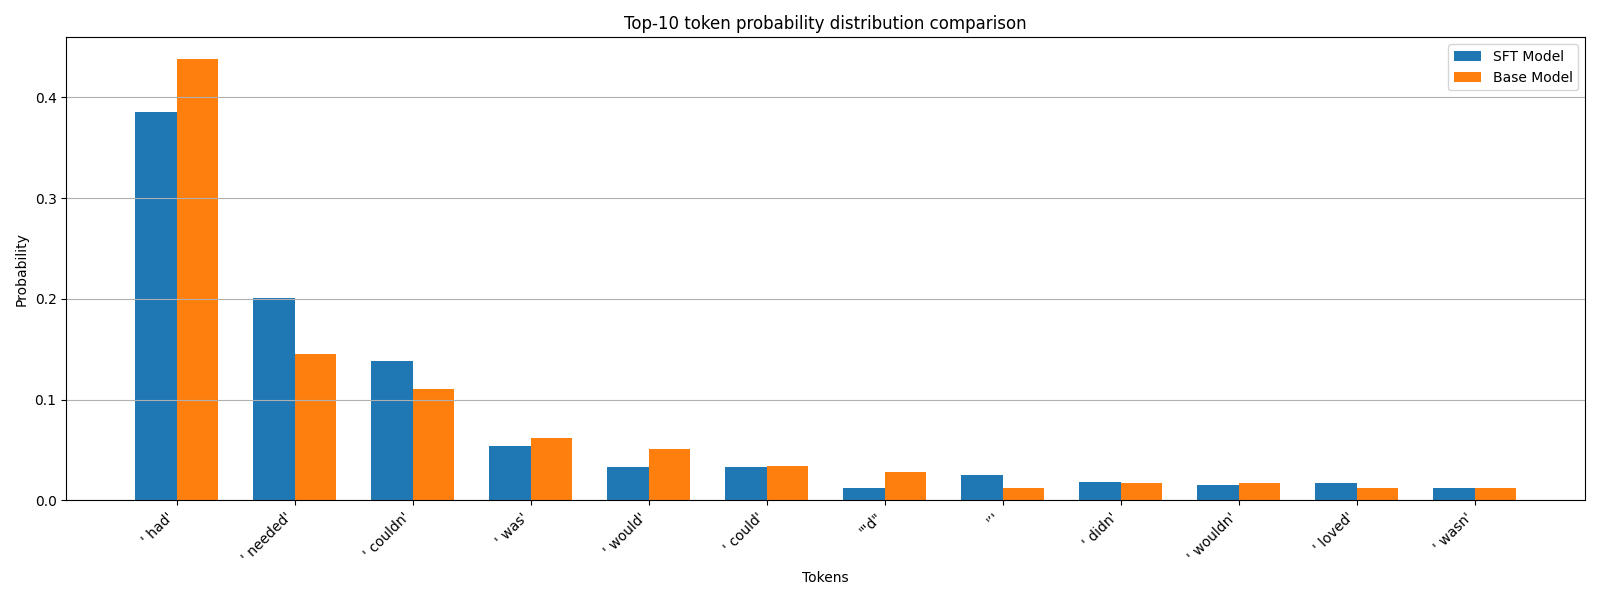 Top-10 token probability distribution comparison
SFT Model
Base Model
Probability
0.4
0.3
0.2
0.1
0.0
' had'
' needed'
' couldn'
' was'
' would'
' could'
"'d"
'’'
' didn'
' wouldn'
' loved'
' wasn'
Tokens